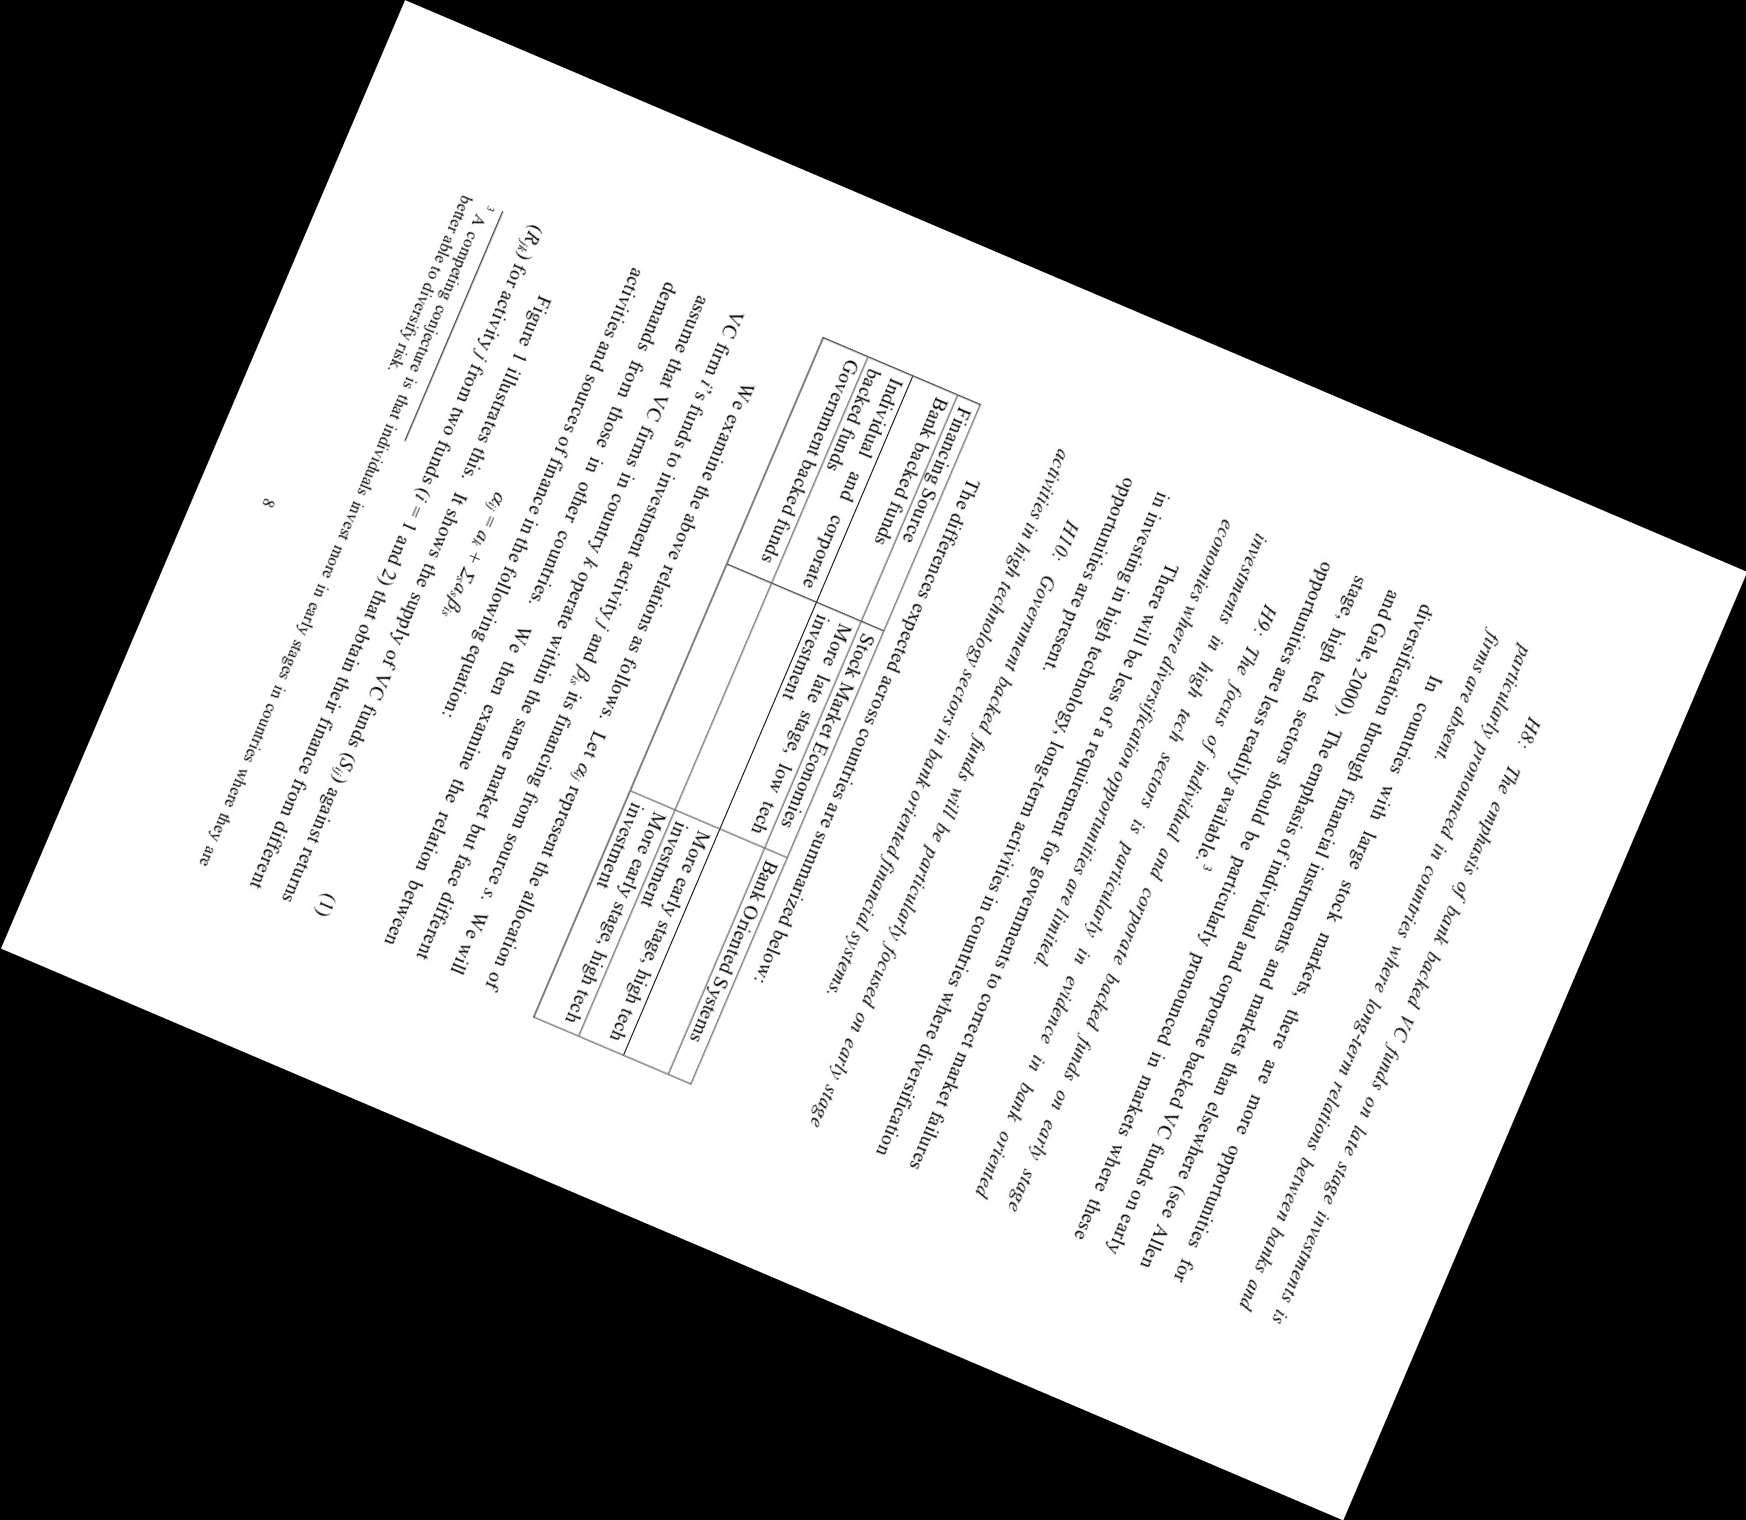 H8: The emphasis of bank backed VC funds on late stage investments is
particularly pronounced in countries where long-term relations between banks and
firms are absent.
In countries with large stock markets, there are more opportunities for
diversification through financial instruments and markets than elsewhere (see Allen
and Gale, 2000). The emphasis of individual and corporate backed VC funds on early
stage, high tech sectors should be particularly pronounced in markets where these
opportunities are less readily available.³
H9: The focus of individual and corporate backed funds on early stage
investments in high tech sectors is particularly in evidence in bank oriented
economies where diversification opportunities are limited.
There will be less of a requirement for governments to correct market failures
in investing in high technology, long-term activities in countries where diversification
opportunities are present.
H10: Government backed funds will be particularly focused on early stage
activities in high technology sectors in bank oriented financial systems.
The differences expected across countries are summarized below:
Financing Source Stock Market Economies Bank Oriented Systems
Bank backed funds More late stage, low tech
investment
Individual and corporate
backed funds More early stage, high tech
investment
Government backed funds More early stage, high tech
investment
We examine the above relations as follows. Let αij represent the allocation of
VC firm i's funds to investment activity j and βis its financing from source s. We will
assume that VC firms in country k operate within the same market but face different
demands from those in other countries. We then examine the relation between
activities and sources of finance in the following equation:
αij = ak + Σsasβis (1)
Figure 1 illustrates this. It shows the supply of VC funds (Sij) against returns
(Rjk) for activity j from two funds (i = 1 and 2) that obtain their finance from different
³ A competing conjecture is that individuals invest more in early stages in countries where they are
better able to diversify risk.
8